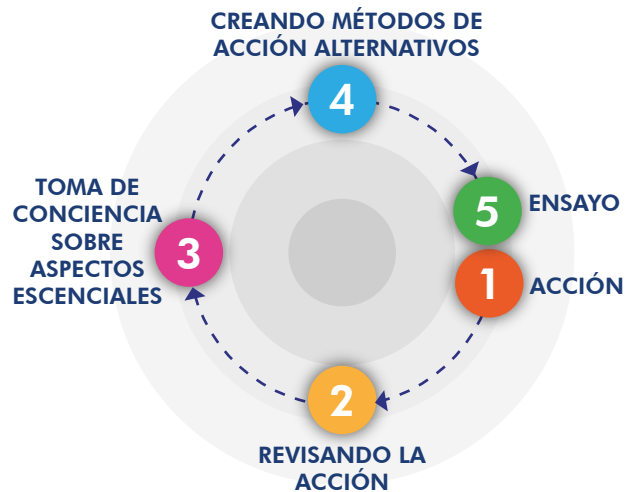 CREANDO MÉTODOS DE
ACCIÓN ALTERNATIVOS
4
5
ENSAYO
TOMA DE
CONCIENCIA
SOBRE
ASPECTOS
ESCENCIALES
3
1
ACCIÓN
2
REVISANDO LA
ACCIÓN